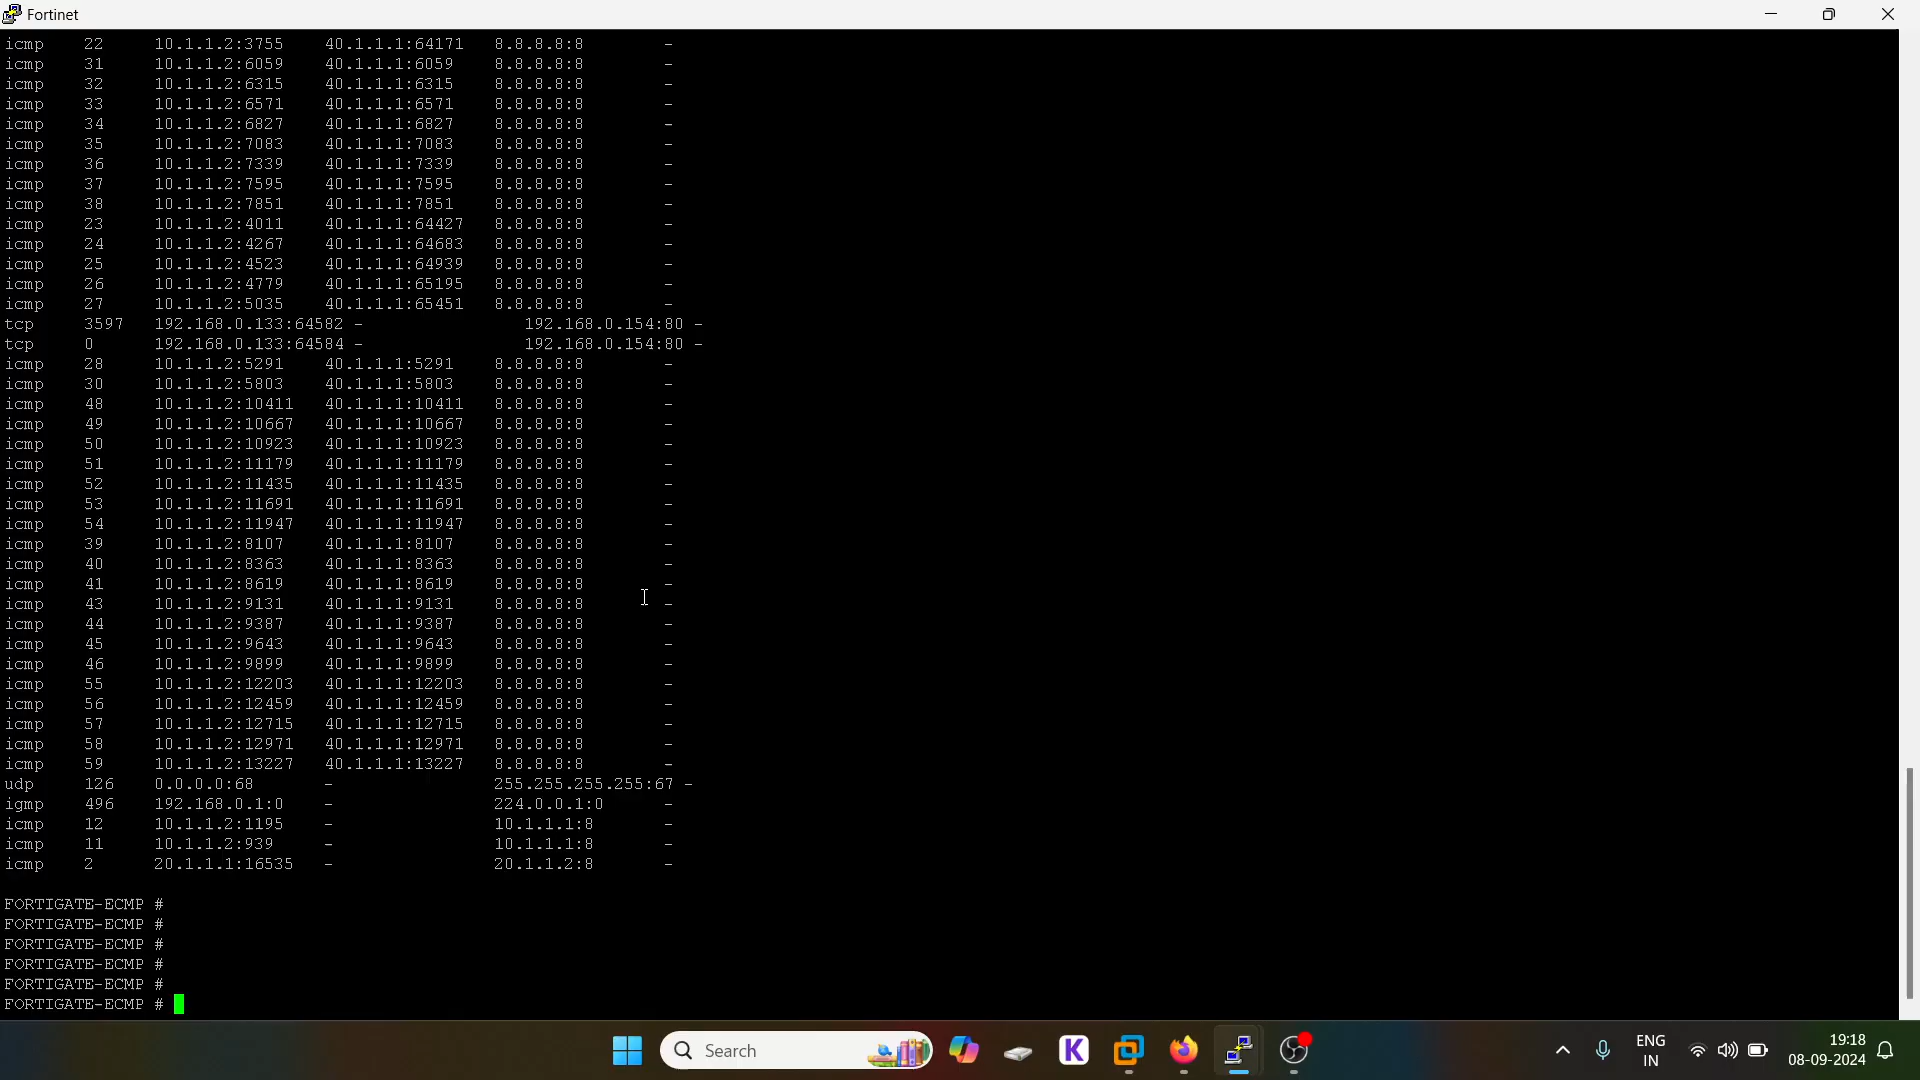 Fortinet
icmp 22 10.1.1.2:3755 40.1.1.1:64171 8.8.8.8:8 -
icmp 31 10.1.1.2:6059 40.1.1.1:6059 8.8.8.8:8 -
icmp 32 10.1.1.2:6315 40.1.1.1:6315 8.8.8.8:8 -
icmp 33 10.1.1.2:6571 40.1.1.1:6571 8.8.8.8:8 -
icmp 34 10.1.1.2:6827 40.1.1.1:6827 8.8.8.8:8 -
icmp 35 10.1.1.2:7083 40.1.1.1:7083 8.8.8.8:8 -
icmp 36 10.1.1.2:7339 40.1.1.1:7339 8.8.8.8:8 -
icmp 37 10.1.1.2:7595 40.1.1.1:7595 8.8.8.8:8 -
icmp 38 10.1.1.2:7851 40.1.1.1:7851 8.8.8.8:8 -
icmp 23 10.1.1.2:4011 40.1.1.1:64427 8.8.8.8:8 -
icmp 24 10.1.1.2:4267 40.1.1.1:64683 8.8.8.8:8 -
icmp 25 10.1.1.2:4523 40.1.1.1:64939 8.8.8.8:8 -
icmp 26 10.1.1.2:4779 40.1.1.1:65195 8.8.8.8:8 -
icmp 27 10.1.1.2:5035 40.1.1.1:65451 8.8.8.8:8 -
tcp 3597 192.168.0.133:64582 - 192.168.0.154:80 -
tcp 0 192.168.0.133:64584 - 192.168.0.154:80 -
icmp 28 10.1.1.2:5291 40.1.1.1:5291 8.8.8.8:8 -
icmp 30 10.1.1.2:5803 40.1.1.1:5803 8.8.8.8:8 -
icmp 48 10.1.1.2:10411 40.1.1.1:10411 8.8.8.8:8 -
icmp 49 10.1.1.2:10667 40.1.1.1:10667 8.8.8.8:8 -
icmp 50 10.1.1.2:10923 40.1.1.1:10923 8.8.8.8:8 -
icmp 51 10.1.1.2:11179 40.1.1.1:11179 8.8.8.8:8 -
icmp 52 10.1.1.2:11435 40.1.1.1:11435 8.8.8.8:8 -
icmp 53 10.1.1.2:11691 40.1.1.1:11691 8.8.8.8:8 -
icmp 54 10.1.1.2:11947 40.1.1.1:11947 8.8.8.8:8 -
icmp 39 10.1.1.2:8107 40.1.1.1:8107 8.8.8.8:8 -
icmp 40 10.1.1.2:8363 40.1.1.1:8363 8.8.8.8:8 -
icmp 41 10.1.1.2:8619 40.1.1.1:8619 8.8.8.8:8 -
icmp 43 10.1.1.2:9131 40.1.1.1:9131 8.8.8.8:8 -
icmp 44 10.1.1.2:9387 40.1.1.1:9387 8.8.8.8:8 -
icmp 45 10.1.1.2:9643 40.1.1.1:9643 8.8.8.8:8 -
icmp 46 10.1.1.2:9899 40.1.1.1:9899 8.8.8.8:8 -
icmp 55 10.1.1.2:12203 40.1.1.1:12203 8.8.8.8:8 -
icmp 56 10.1.1.2:12459 40.1.1.1:12459 8.8.8.8:8 -
icmp 57 10.1.1.2:12715 40.1.1.1:12715 8.8.8.8:8 -
icmp 58 10.1.1.2:12971 40.1.1.1:12971 8.8.8.8:8 -
icmp 59 10.1.1.2:13227 40.1.1.1:13227 8.8.8.8:8 -
udp 126 0.0.0.0:68 - 255.255.255.255:67 -
igmp 496 192.168.0.1:0 - 224.0.0.1:0 -
icmp 12 10.1.1.2:1195 - 10.1.1.1:8 -
icmp 11 10.1.1.2:939 - 10.1.1.1:8 -
icmp 2 20.1.1.1:16535 - 20.1.1.2:8 -
FORTIGATE-ECMP #
FORTIGATE-ECMP #
FORTIGATE-ECMP #
FORTIGATE-ECMP #
FORTIGATE-ECMP #
FORTIGATE-ECMP #
Search
K
ENG
IN
19:18
08-09-2024